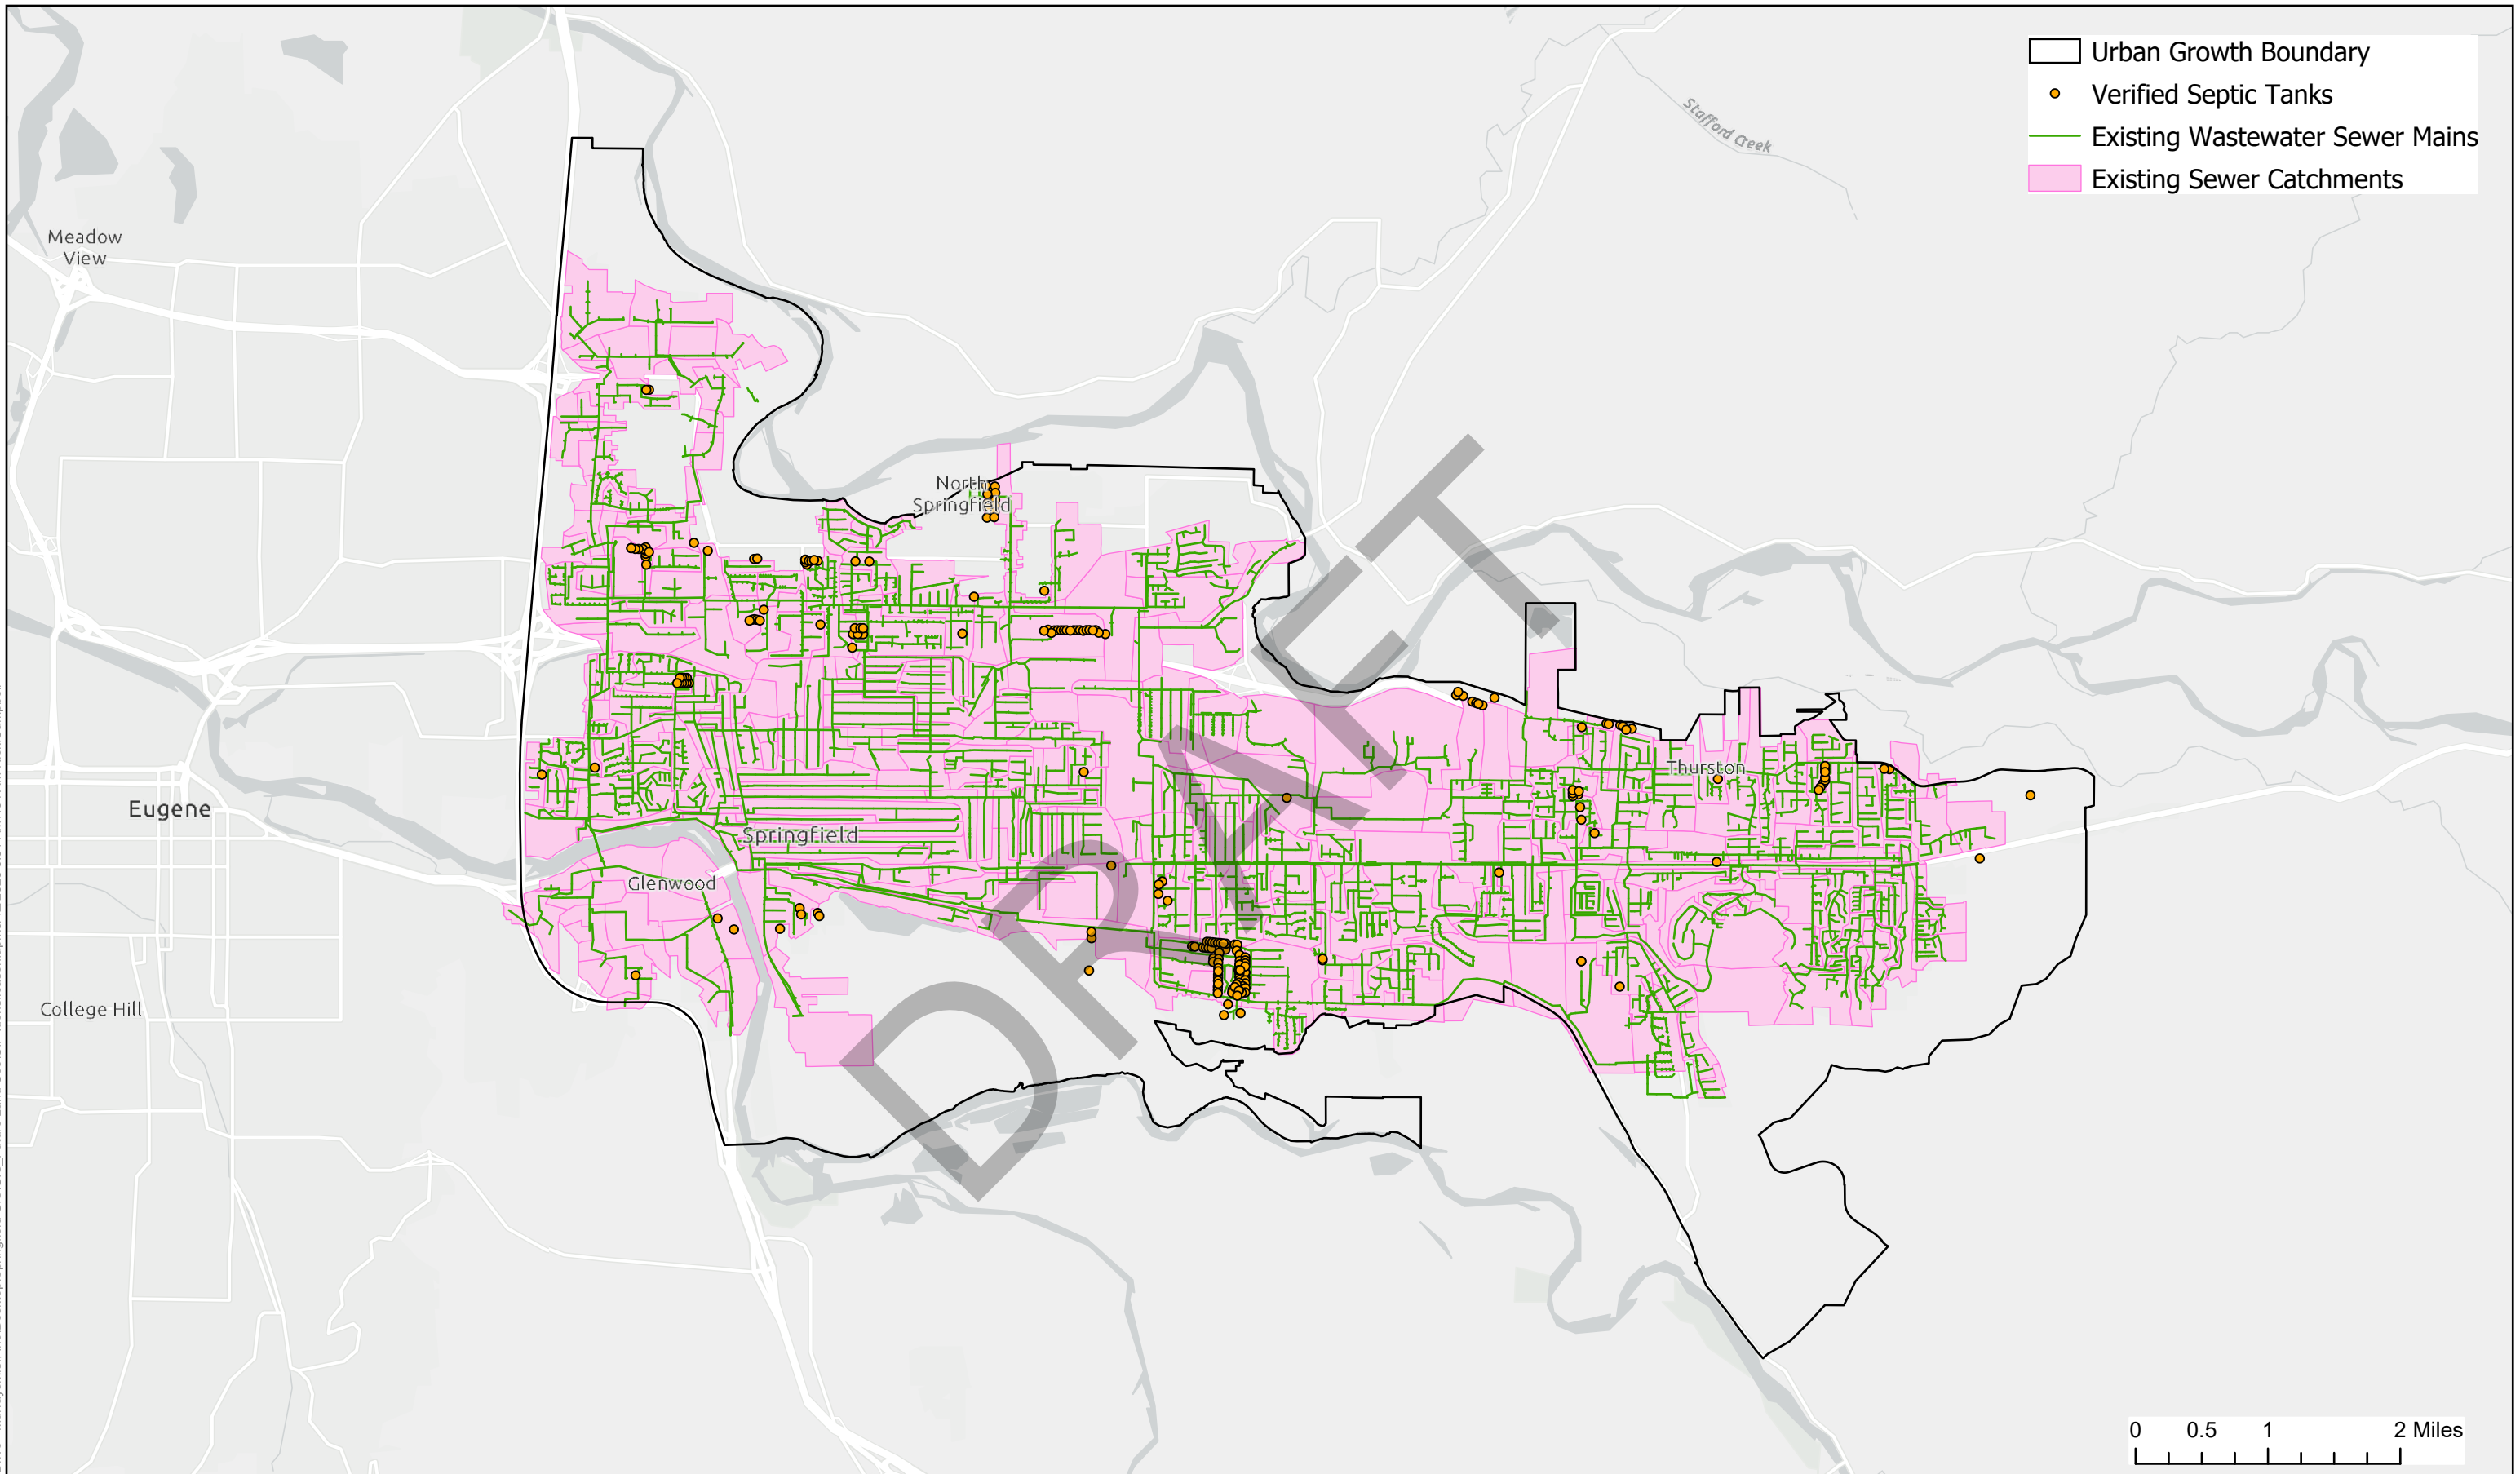 Urban Growth Boundary
Verified Septic Tanks
Existing Wastewater Sewer Mains
Existing Sewer Catchments
Stafford Creek
Meadow
View
North
Springfield
Thurston
Eugene
Springfield
Glenwood
College Hill
DRAFT
0 0.5 1 2 Miles